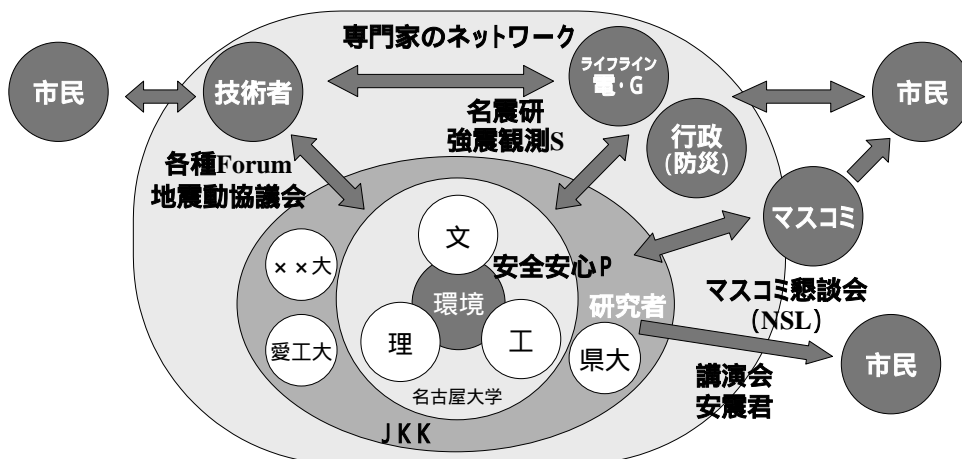 専門家のネットワーク
市民
技術者
ライフライン
電・G
市民
名震研
強震観測S
行政
(防災)
各種Forum
地震動協議会
マスコミ
文
××大
安全安心P
環境
研究者
マスコミ懇談会
(NSL)
愛工大
理
工
県大
市民
名古屋大学
講演会
安震君
JKK